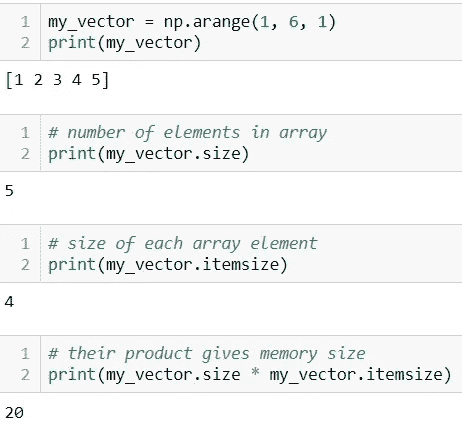 1 my_vector = np.arange(1, 6, 1)
2 print(my_vector)
[1 2 3 4 5]
1 # number of elements in array
2 print(my_vector.size)
5
1 # size of each array element
2 print(my_vector.itemsize)
4
1 # their product gives memory size
2 print(my_vector.size * my_vector.itemsize)
20